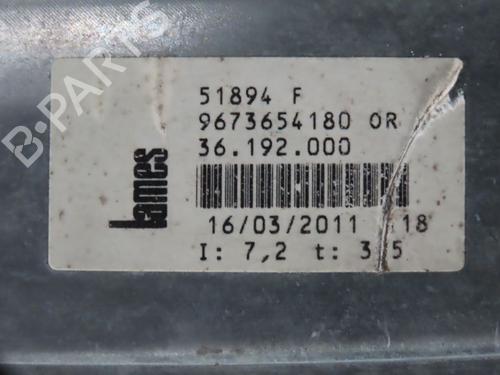 B-Parts
51894 F
9673654180 OR
36.192.000
Lames
16/03/2011 18
I: 7,2 t: 3,5